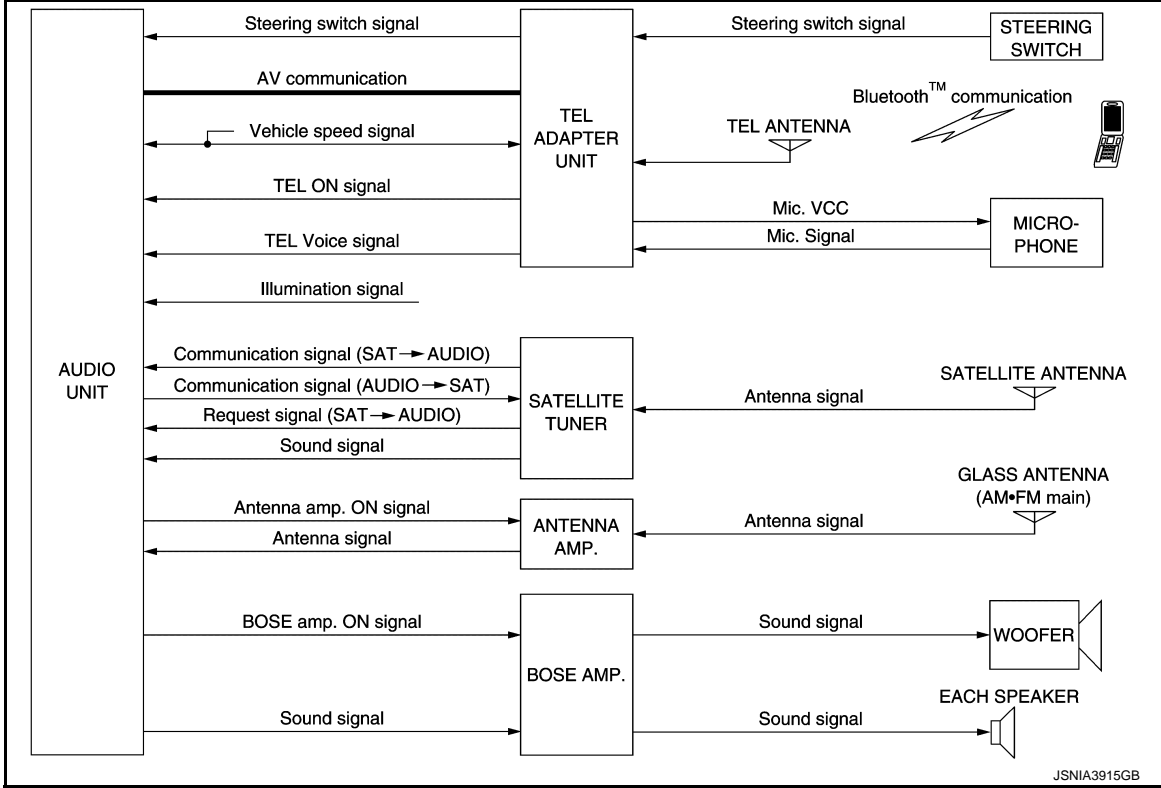 Steering switch signal
Steering switch signal
STEERING
SWITCH
AV communication
Bluetooth™ communication
TEL ANTENNA
Vehicle speed signal
TEL
ADAPTER
UNIT
TEL ON signal
Mic. VCC
TEL Voice signal
Mic. Signal
MICRO-
PHONE
Illumination signal
AUDIO
UNIT
Communication signal (SAT→AUDIO)
Communication signal (AUDIO→SAT)
Request signal (SAT→AUDIO)
Sound signal
SATELLITE
TUNER
Antenna signal
SATELLITE ANTENNA
GLASS ANTENNA
(AM•FM main)
Antenna amp. ON signal
Antenna signal
ANTENNA
AMP.
Antenna signal
BOSE amp. ON signal
Sound signal
WOOFER
BOSE AMP.
EACH SPEAKER
Sound signal
Sound signal
JSNIA3915GB